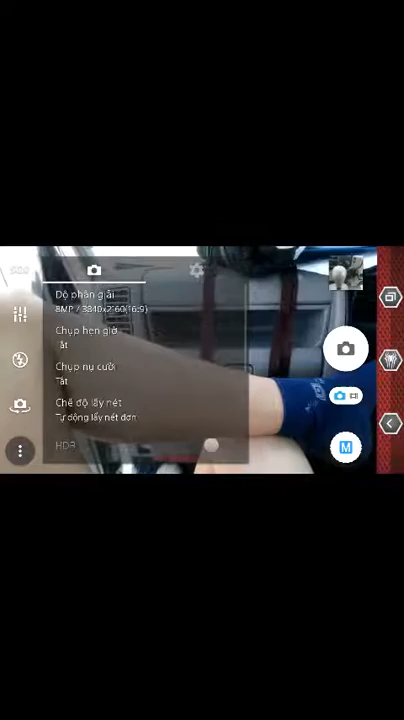 Độ phân giải
8MP / 3840x2160(16:9)
Chụp hẹn giờ
Tắt
Chụp nụ cười
Tắt
Chế độ lấy nét
Tự động lấy nét đơn
HDR
M